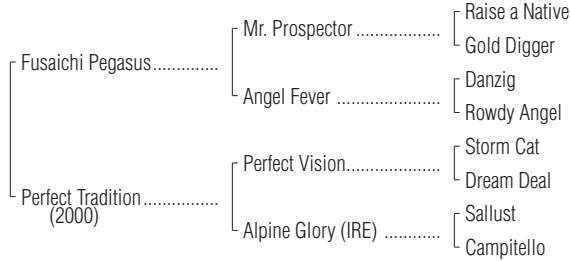 Raise a Native
Mr. Prospector ..................
Gold Digger
Fusaichi Pegasus..............
Danzig
Angel Fever ......................
Rowdy Angel
Storm Cat
Perfect Vision....................
Dream Deal
Perfect Tradition................
(2000)
Sallust
Alpine Glory (IRE) ............
Campitello